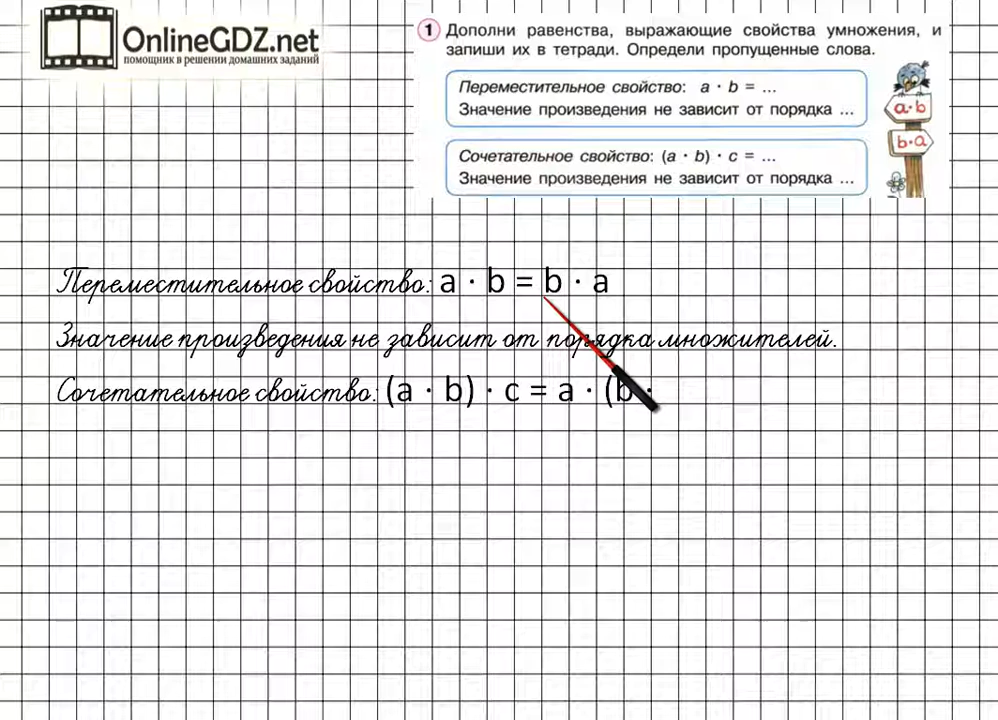 OnlineGDZ.net
помощник в решении домашних заданий
1 Дополни равенства, выражающие свойства умножения, и
запиши их в тетради. Определи пропущенные слова.
Переместительное свойство: a · b = ...
Значение произведения не зависит от порядка ...
a·b
b·a
Сочетательное свойство: (a · b) · c = ...
Значение произведения не зависит от порядка ...
Переместительное свойство: a · b = b · a
Значение произведения не зависит от порядка множителей.
Сочетательное свойство: (a · b) · c = a · (b ·